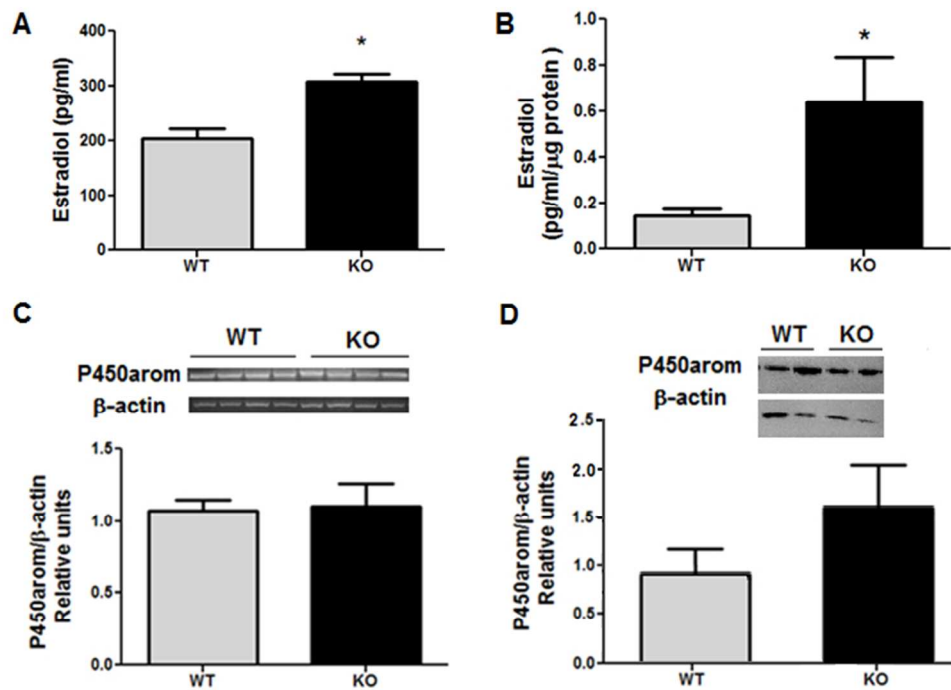 A
Estradiol (pg/ml)
400
300
200
100
0
*
WT
KO
B
Estradiol
(pg/ml/µg protein )
1.0
0.8
0.6
0.4
0.2
0.0
*
WT
KO
C
WT
KO
P450arom
β-actin
P450arom/β-actin
Relative units
1.5
1.0
0.5
0.0
WT
KO
D
WT
KO
P450arom
β-actin
P450arom/β-actin
Relative units
2.5
2.0
1.5
1.0
0.5
0.0
WT
KO